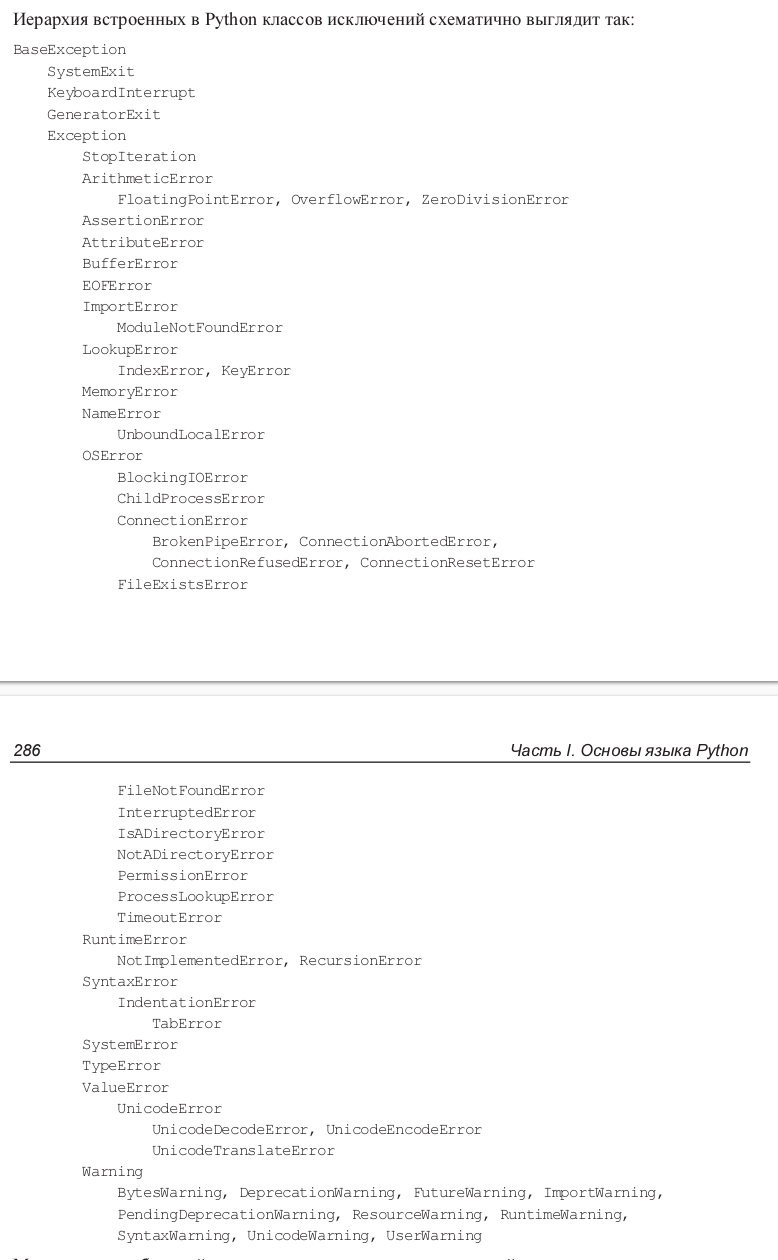 Иерархия встроенных в Python классов исключений схематично выглядит так:
BaseException
    SystemExit
    KeyboardInterrupt
    GeneratorExit
    Exception
        StopIteration
        ArithmeticError
            FloatingPointError, OverflowError, ZeroDivisionError
        AssertionError
        AttributeError
        BufferError
        EOFError
        ImportError
            ModuleNotFoundError
        LookupError
            IndexError, KeyError
        MemoryError
        NameError
            UnboundLocalError
        OSError
            BlockingIOError
            ChildProcessError
            ConnectionError
                BrokenPipeError, ConnectionAbortedError,
                ConnectionRefusedError, ConnectionResetError
            FileExistsError
286 Часть I. Основы языка Python
            FileNotFoundError
            InterruptedError
            IsADirectoryError
            NotADirectoryError
            PermissionError
            ProcessLookupError
            TimeoutError
        RuntimeError
            NotImplementedError, RecursionError
        SyntaxError
            IndentationError
                TabError
        SystemError
        TypeError
        ValueError
            UnicodeError
                UnicodeDecodeError, UnicodeEncodeError
                UnicodeTranslateError
        Warning
            BytesWarning, DeprecationWarning, FutureWarning, ImportWarning,
            PendingDeprecationWarning, ResourceWarning, RuntimeWarning,
            SyntaxWarning, UnicodeWarning, UserWarning